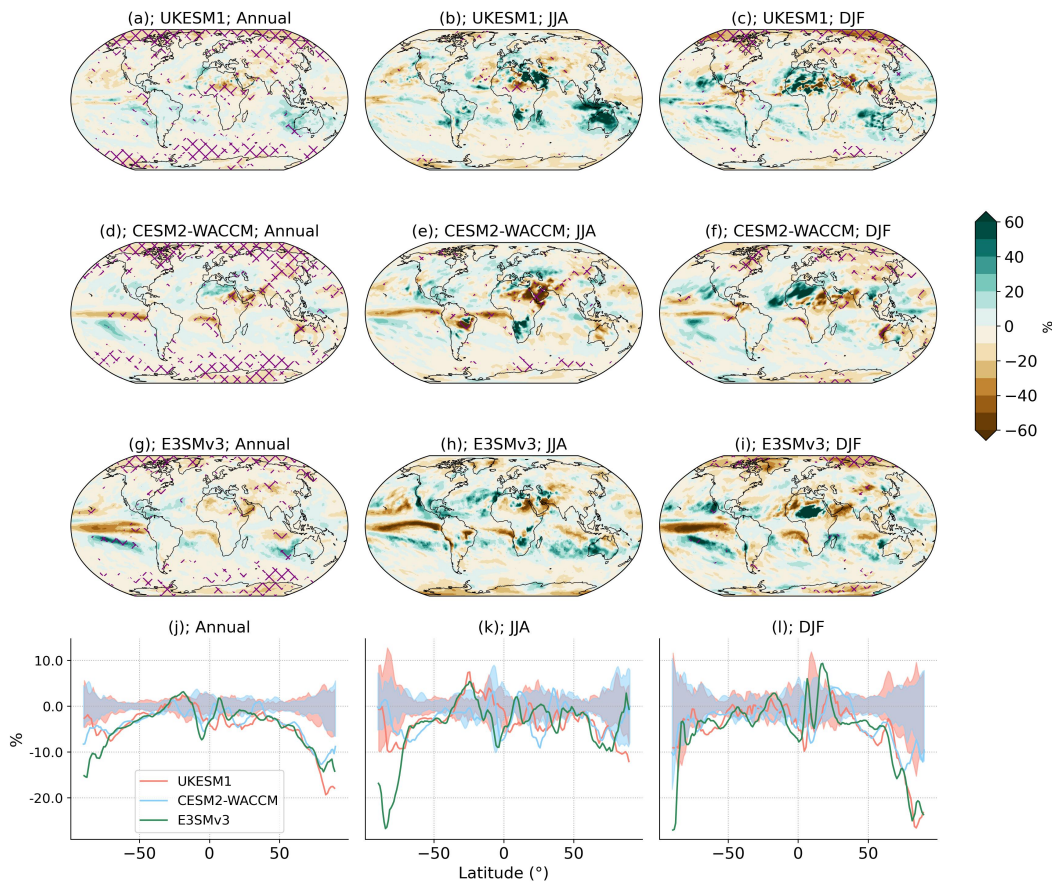 (a); UKESM1; Annual
(b); UKESM1; JJA
(c); UKESM1; DJF
(d); CESM2-WACCM; Annual
(e); CESM2-WACCM; JJA
(f); CESM2-WACCM; DJF
60
40
20
0
−20
−40
−60
%
(g); E3SMv3; Annual
(h); E3SMv3; JJA
(i); E3SMv3; DJF
(j); Annual
(k); JJA
(l); DJF
10.0
0.0
-10.0
-20.0
%
UKESM1
CESM2-WACCM
E3SMv3
−50 0 50
−50 0 50
−50 0 50
Latitude (°)